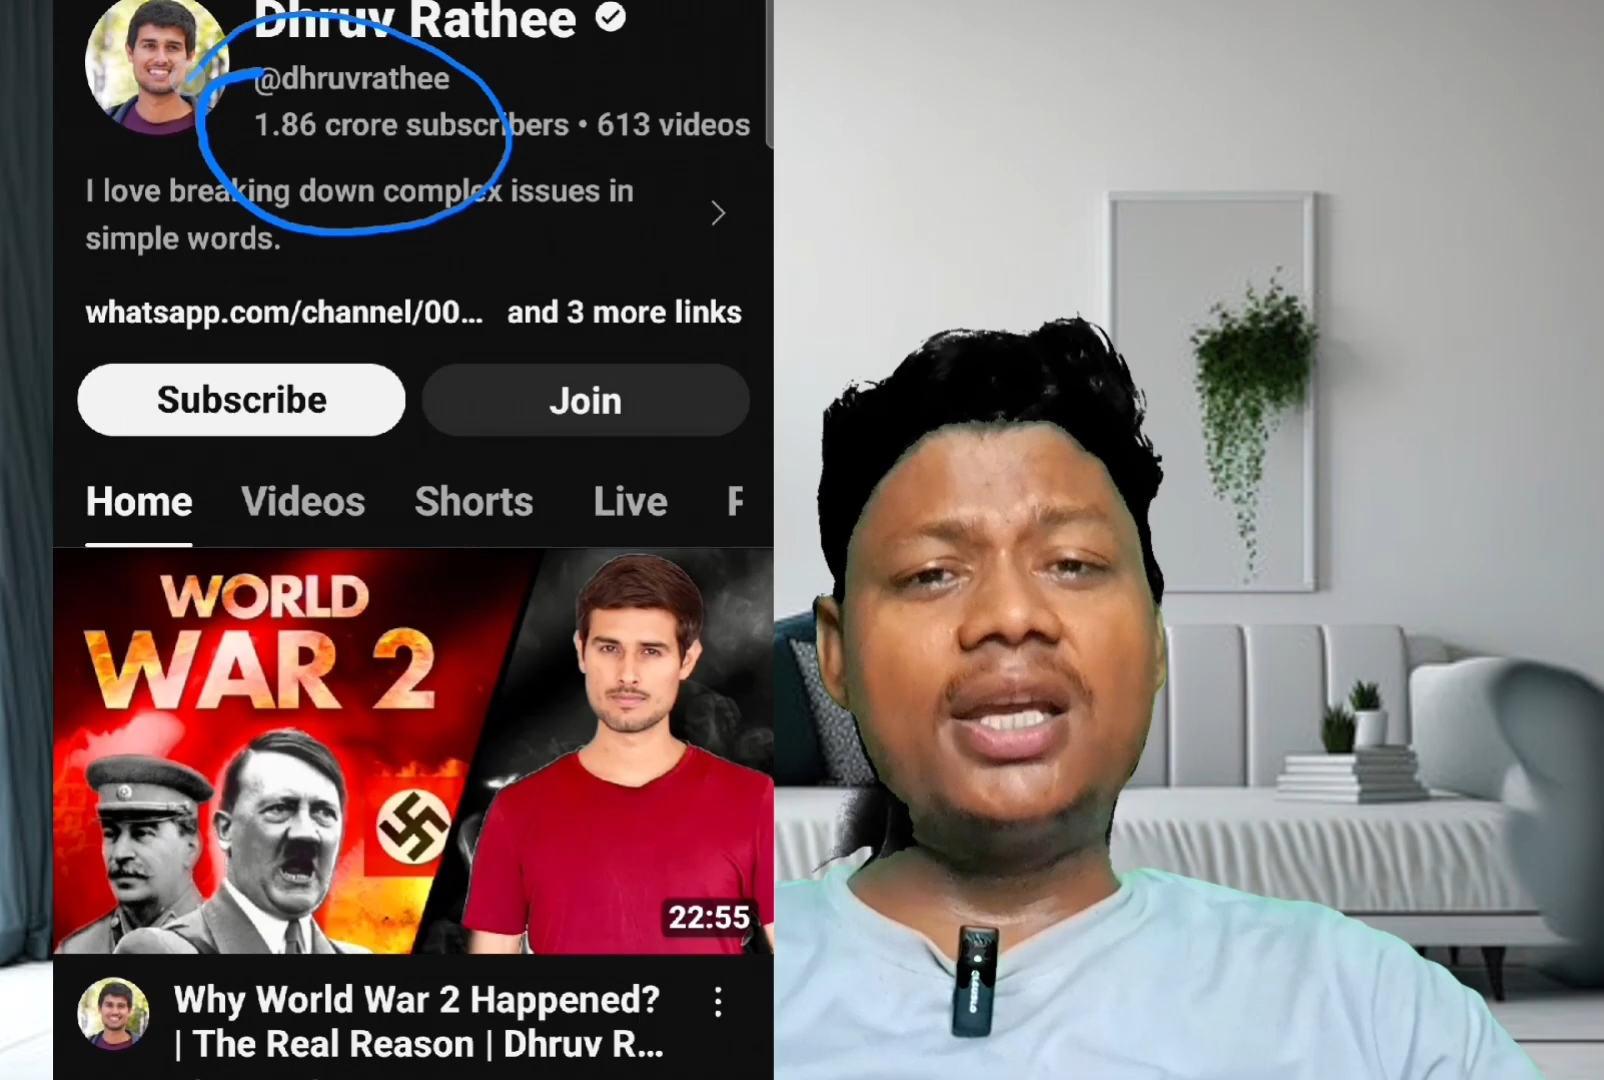 Dhruv Rathee
@dhruvrathee
1.86 crore subscribers • 613 videos
I love breaking down complex issues in
simple words.
whatsapp.com/channel/00... and 3 more links
Subscribe
Join
Home Videos Shorts Live
WORLD
WAR 2
22:55
Why World War 2 Happened?
| The Real Reason | Dhruv R...